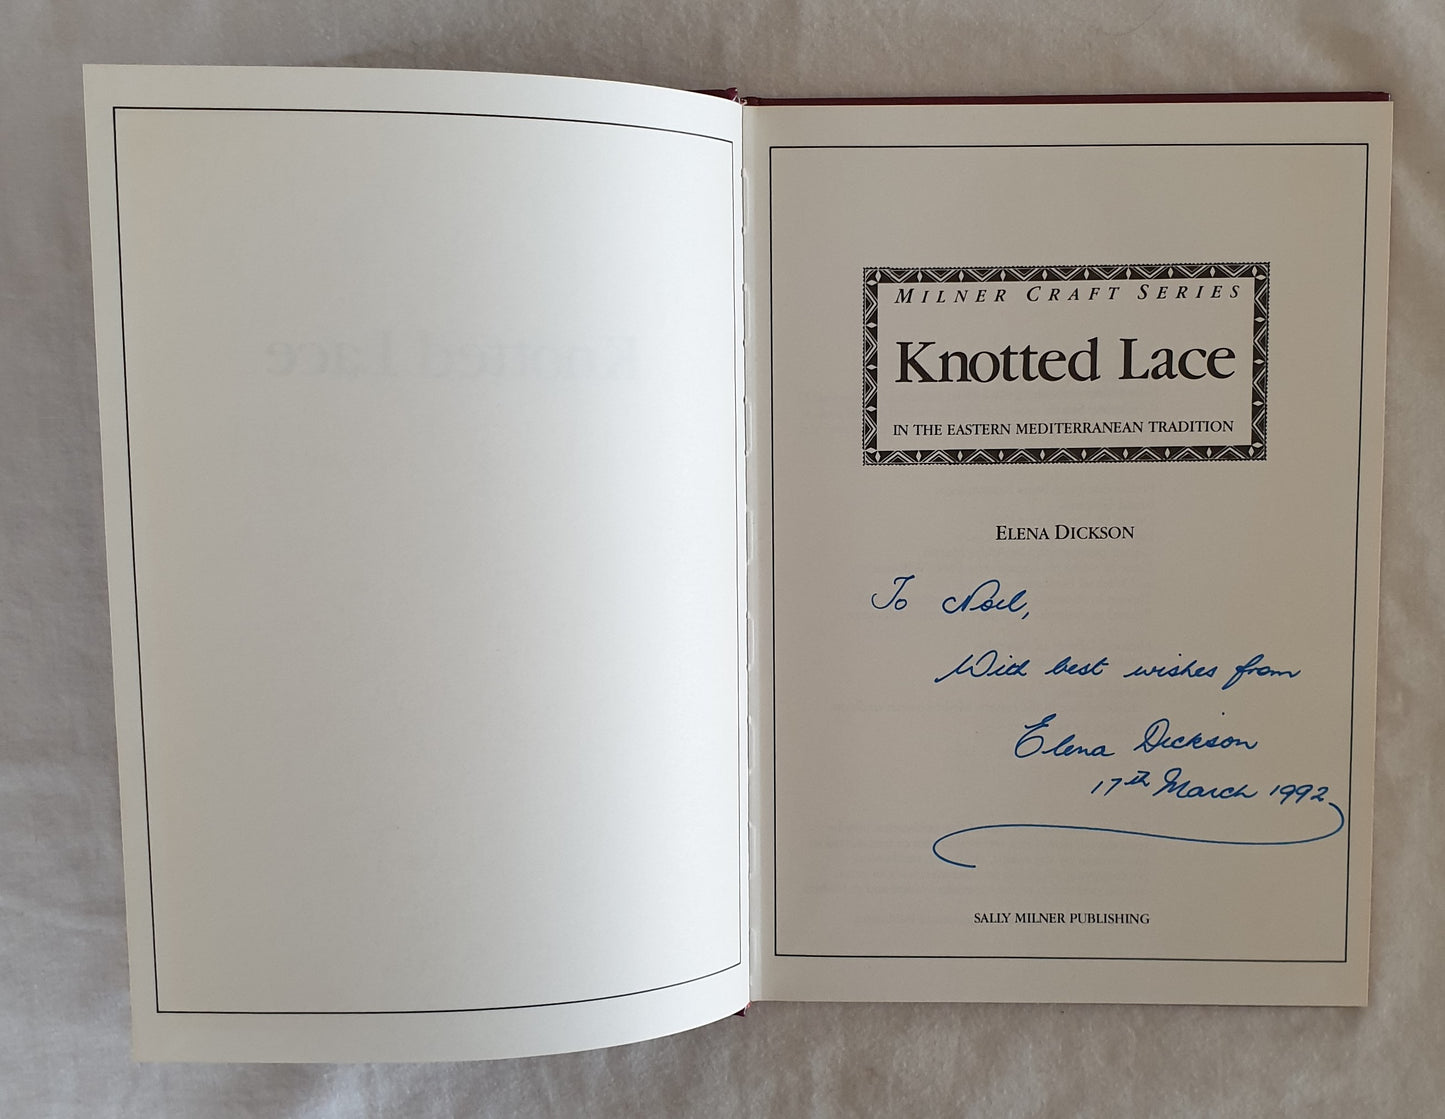 Knotted Lace
MILNER CRAFT SERIES
Knotted Lace
IN THE EASTERN MEDITERRANEAN TRADITION
ELENA DICKSON
To Noel,
With best wishes from
Elena Dickson
17th March 1992
SALLY MILNER PUBLISHING